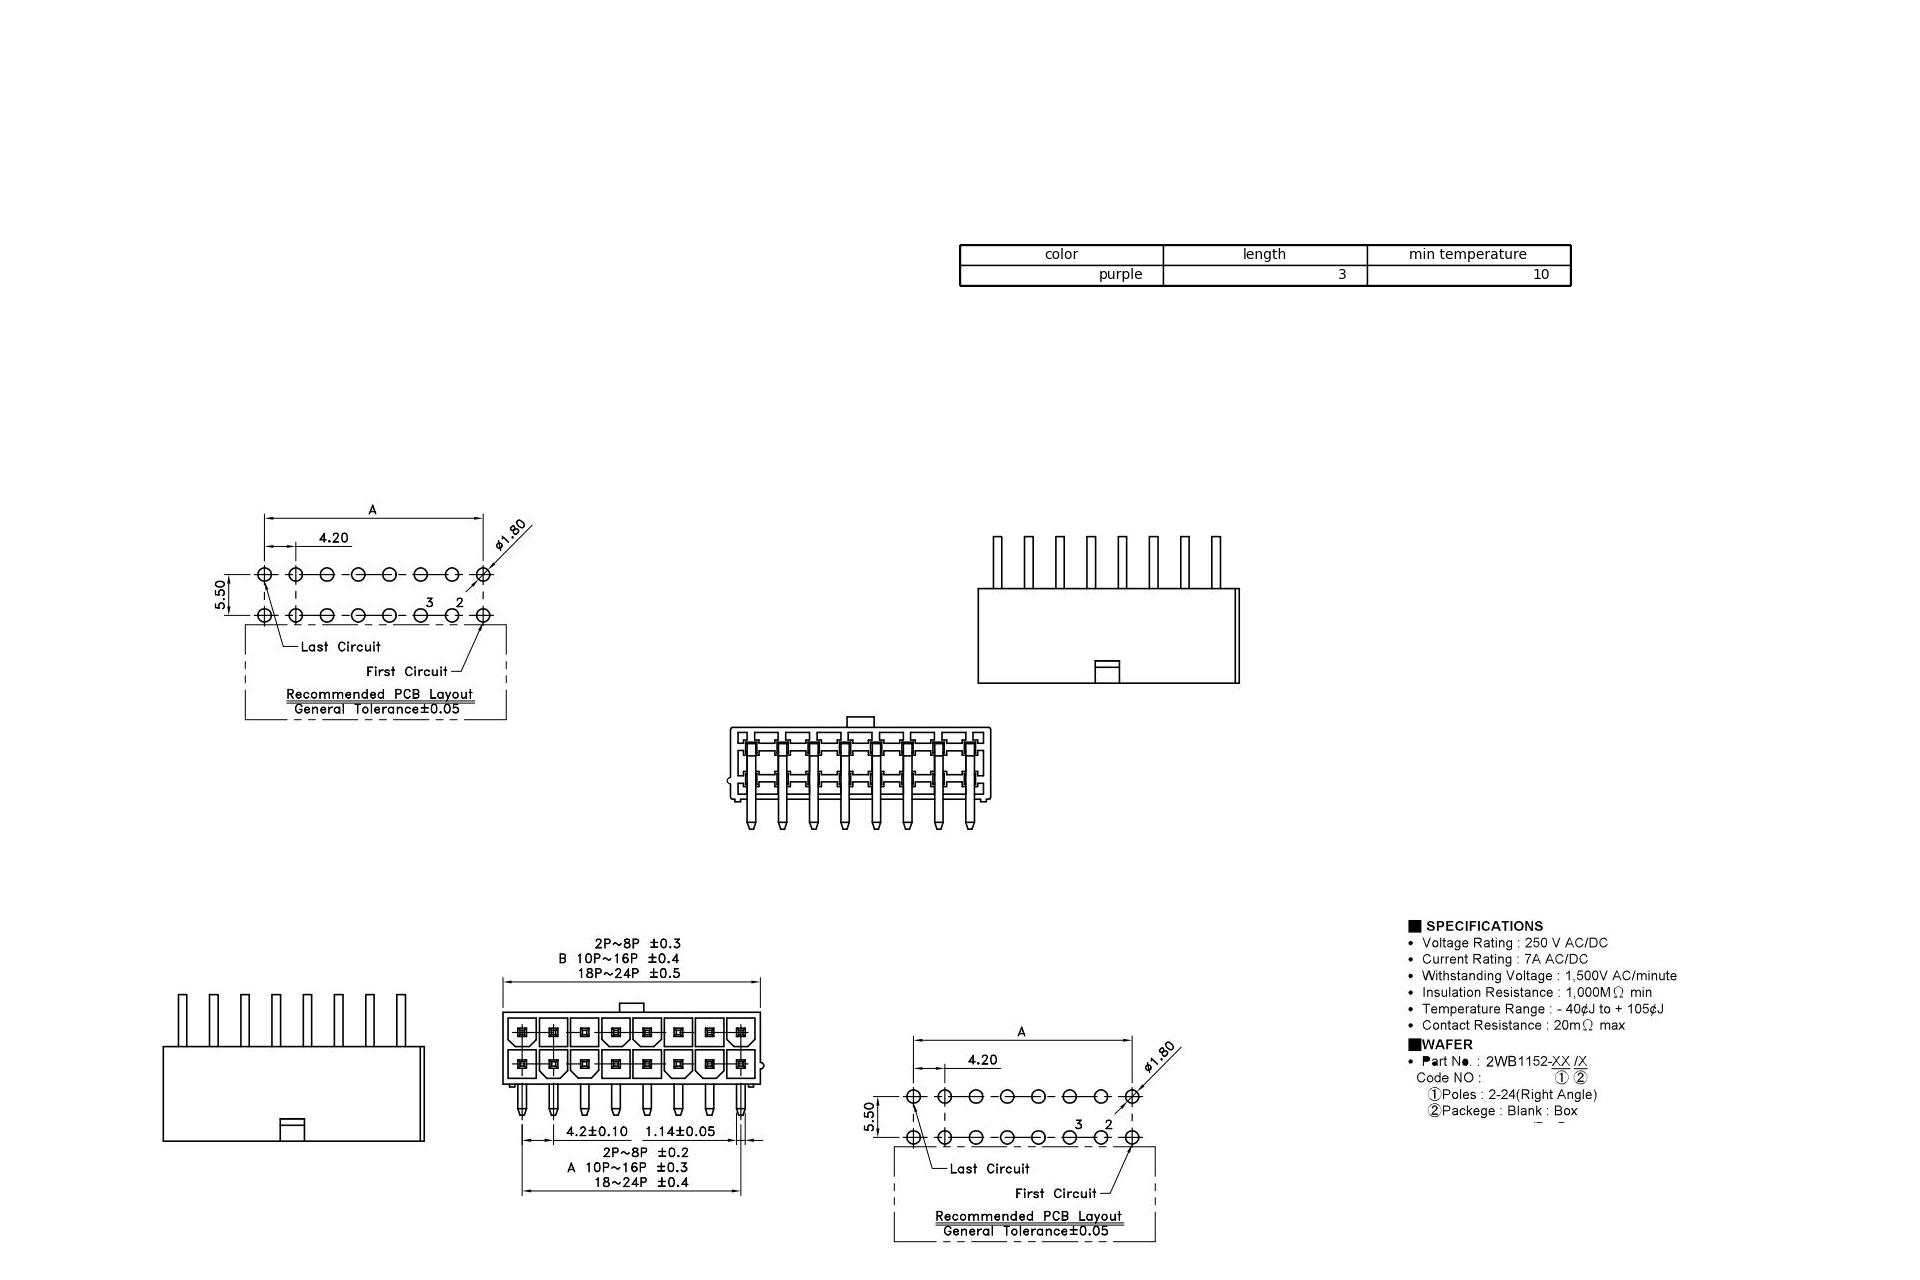 color length min temperature
purple 3 10
A
4.20
ø1.80
5.50
3 2
Last Circuit
First Circuit
Recommended PCB Layout
General Tolerance±0.05
2P~8P ±0.3
B 10P~16P ±0.4
18P~24P ±0.5
4.2±0.10 1.14±0.05
2P~8P ±0.2
A 10P~16P ±0.3
18~24P ±0.4
A
4.20
ø1.80
5.50
3 2
Last Circuit
First Circuit
Recommended PCB Layout
General Tolerance±0.05
■ SPECIFICATIONS
• Voltage Rating : 250 V AC/DC
• Current Rating : 7A AC/DC
• Withstanding Voltage : 1,500V AC/minute
• Insulation Resistance : 1,000MΩ min
• Temperature Range : - 40¢J to + 105¢J
• Contact Resistance : 20mΩ max
■WAFER
• Part No. : 2WB1152-XX /X
Code NO : ① ②
①Poles : 2-24(Right Angle)
②Packege : Blank : Box